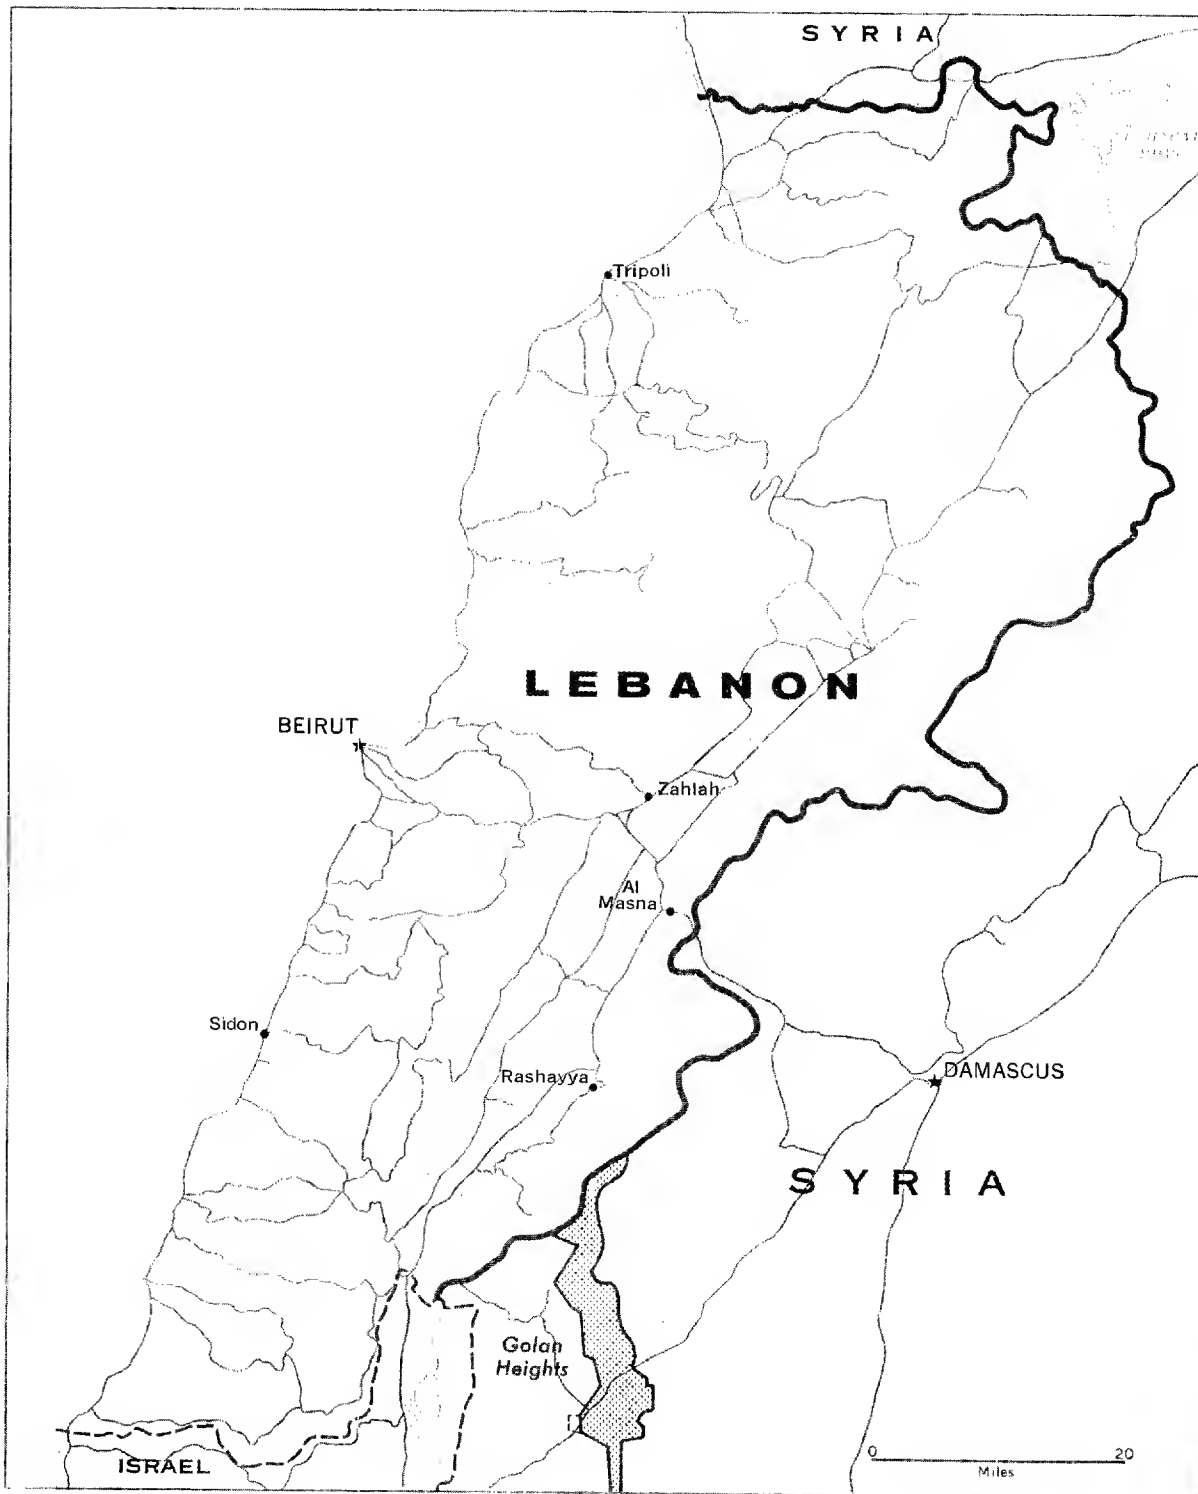 SYRIA
Tripoli
LEBANON
BEIRUT
Zahlah
Al
Masna
Sidon
Rashayya
DAMASCUS
SYRIA
Golan
Heights
ISRAEL
0 20
Miles